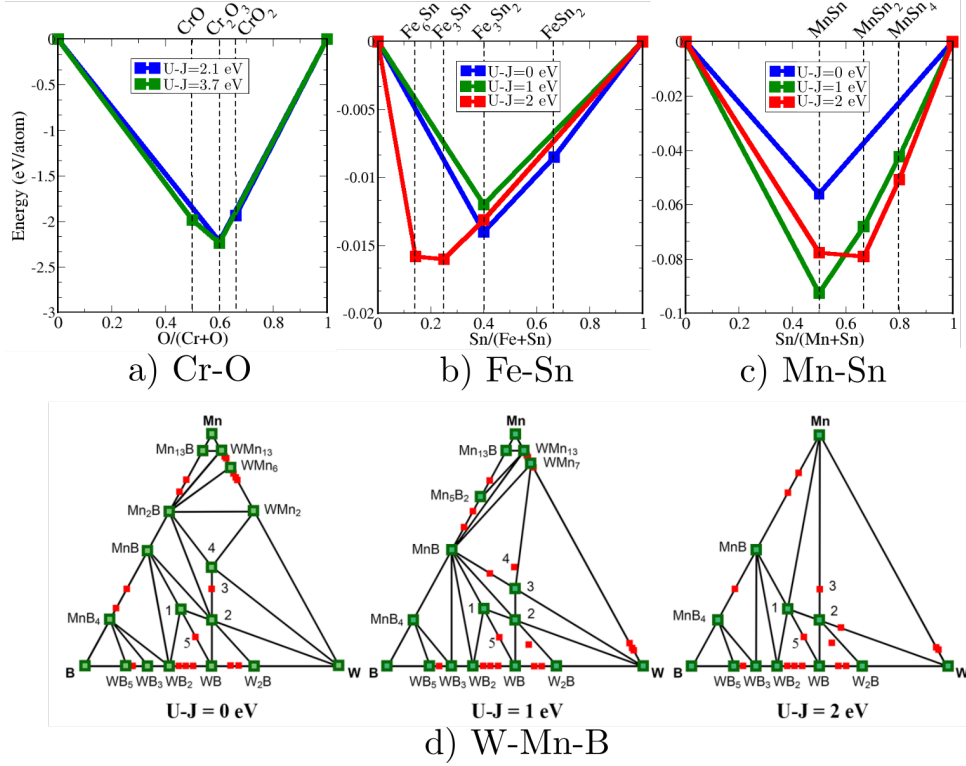 CrO Cr₂O₃ CrO₂
0
-0.5
-1
-1.5
-2
-2.5
-3
0 0.2 0.4 0.6 0.8 1
Energy (eV/atom)
O/(Cr+O)
U-J=2.1 eV
U-J=3.7 eV
a) Cr-O
Fe₆Sn Fe₃Sn Fe₃Sn₂ FeSn₂
0
-0.005
-0.01
-0.015
-0.02
0 0.2 0.4 0.6 0.8 1
Sn/(Fe+Sn)
U-J=0 eV
U-J=1 eV
U-J=2 eV
b) Fe-Sn
MnSn MnSn₂ MnSn₄
0
-0.02
-0.04
-0.06
-0.08
-0.1
0 0.2 0.4 0.6 0.8 1
Sn/(Mn+Sn)
U-J=0 eV
U-J=1 eV
U-J=2 eV
c) Mn-Sn
Mn
Mn₁₃B WMn₁₃
WMn₆
Mn₂B WMn₂
MnB 4
3
1 2
MnB₄
5
B W
WB₅ WB₃ WB₂ WB W₂B
U-J = 0 eV
Mn
Mn₁₃B WMn₁₃
WMn₇
Mn₅B₂
MnB 4
3
1 2
MnB₄
5
B W
WB₅ WB₃ WB₂ WB W₂B
U-J = 1 eV
Mn
MnB
3
1 2
MnB₄
5
B W
WB₅ WB₃ WB₂ WB W₂B
U-J = 2 eV
d) W-Mn-B